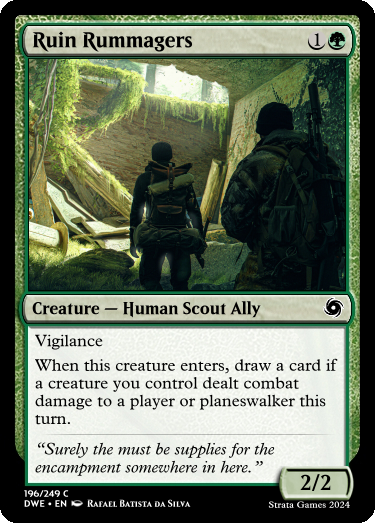 Ruin Rummagers 1
Creature — Human Scout Ally
Vigilance
When this creature enters, draw a card if
a creature you control dealt combat
damage to a player or planeswalker this
turn.
“Surely the must be supplies for the
encampment somewhere in here.”
2/2
196/249 C
DWE • EN Rafael Batista da Silva
Strata Games 2024